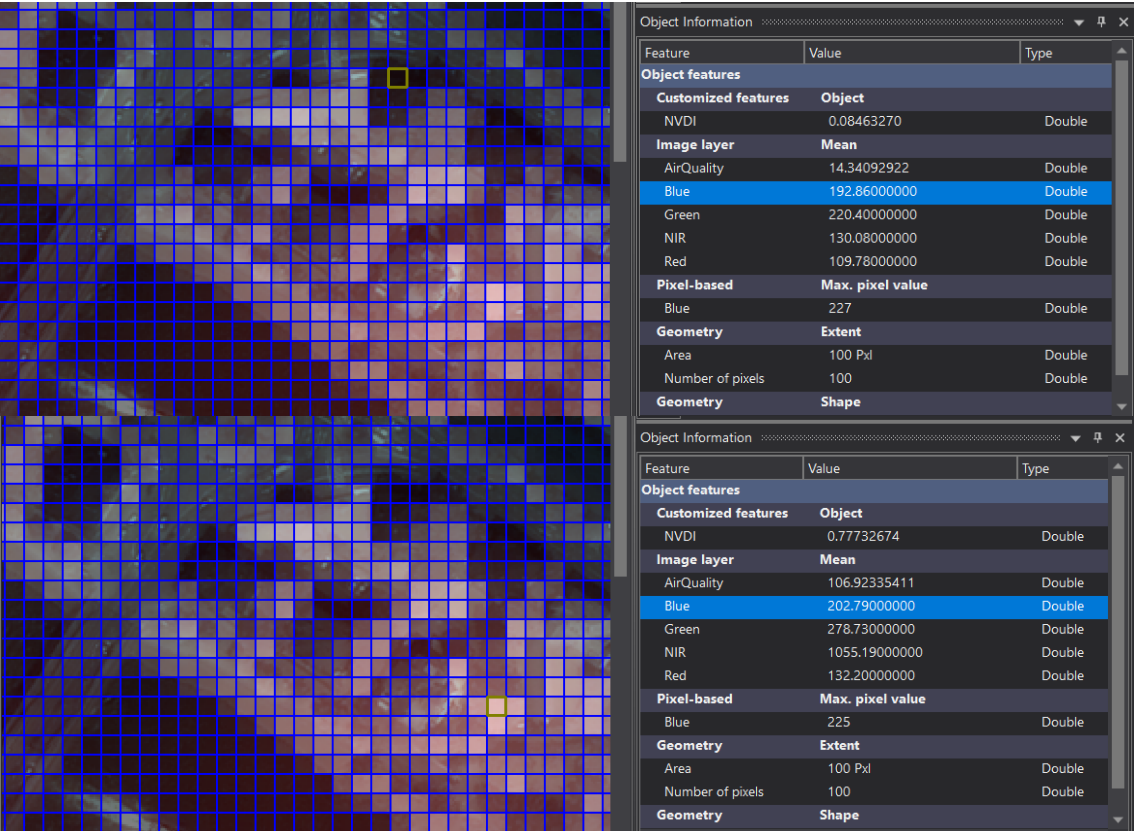 Object Information
Feature Value Type
Object features
Customized features Object
NVDI 0.08463270 Double
Image layer Mean
AirQuality 14.34092922 Double
Blue 192.86000000 Double
Green 220.40000000 Double
NIR 130.08000000 Double
Red 109.78000000 Double
Pixel-based Max. pixel value
Blue 227 Double
Geometry Extent
Area 100 Pxl Double
Number of pixels 100 Double
Geometry Shape
Object Information
Feature Value Type
Object features
Customized features Object
NVDI 0.77732674 Double
Image layer Mean
AirQuality 106.92335411 Double
Blue 202.79000000 Double
Green 278.73000000 Double
NIR 1055.19000000 Double
Red 132.20000000 Double
Pixel-based Max. pixel value
Blue 225 Double
Geometry Extent
Area 100 Pxl Double
Number of pixels 100 Double
Geometry Shape